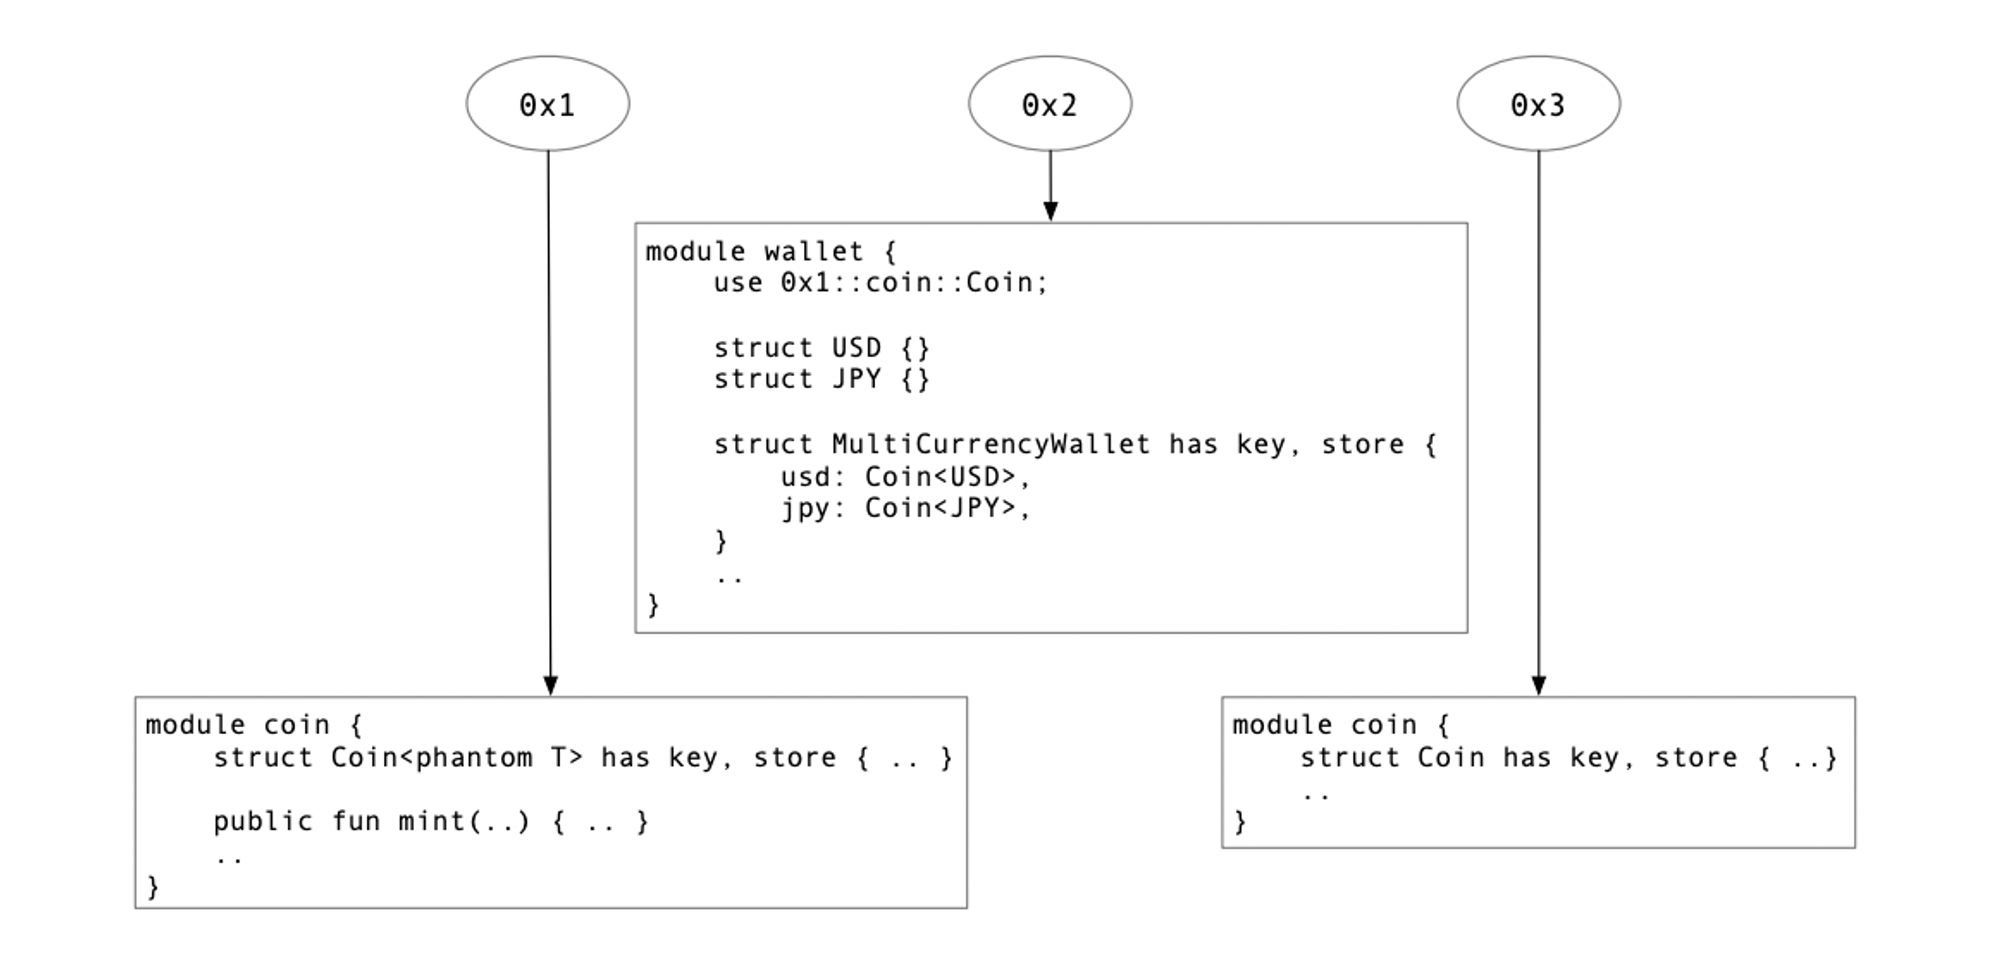 0x1
0x2
0x3
module wallet {
    use 0x1::coin::Coin;
    struct USD {}
    struct JPY {}
    struct MultiCurrencyWallet has key, store {
        usd: Coin<USD>,
        jpy: Coin<JPY>,
    }
    ..
}
module coin {
    struct Coin<phantom T> has key, store { .. }
    public fun mint(..) { .. }
    ..
}
module coin {
    struct Coin has key, store { ..}
    ..
}